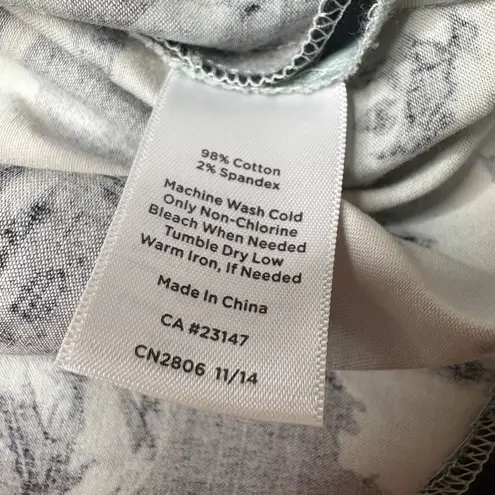 98% Cotton
2% Spandex
Machine Wash Cold
Only Non-Chlorine
Bleach When Needed
Tumble Dry Low
Warm Iron, If Needed
Made In China
CA #23147
CN2806 11/14